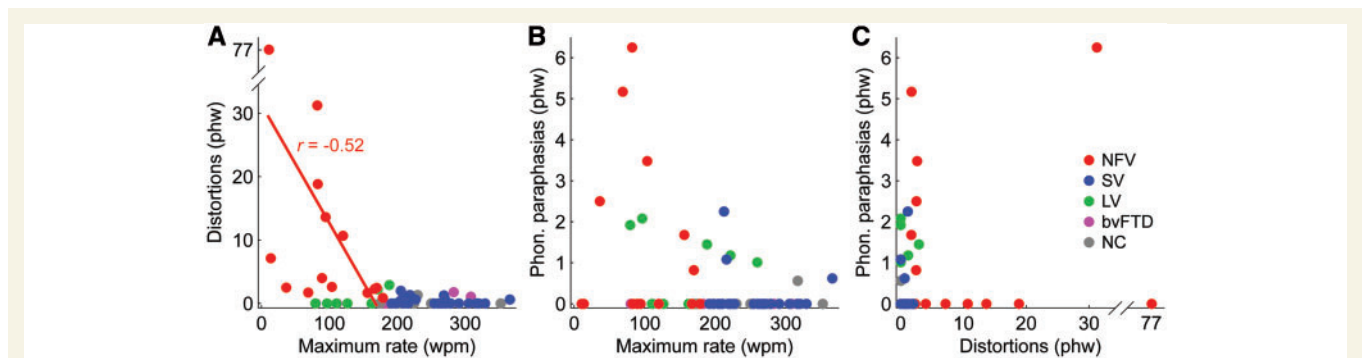 A
77
30
20
10
0
Distortions (phw)
r = -0.52
0 100 200 300
Maximum rate (wpm)
B
6
5
4
3
2
1
0
Phon. paraphasias (phw)
0 100 200 300
Maximum rate (wpm)
C
6
5
4
3
2
1
0
Phon. paraphasias (phw)
NFV
SV
LV
bvFTD
NC
0 10 20 30 77
Distortions (phw)